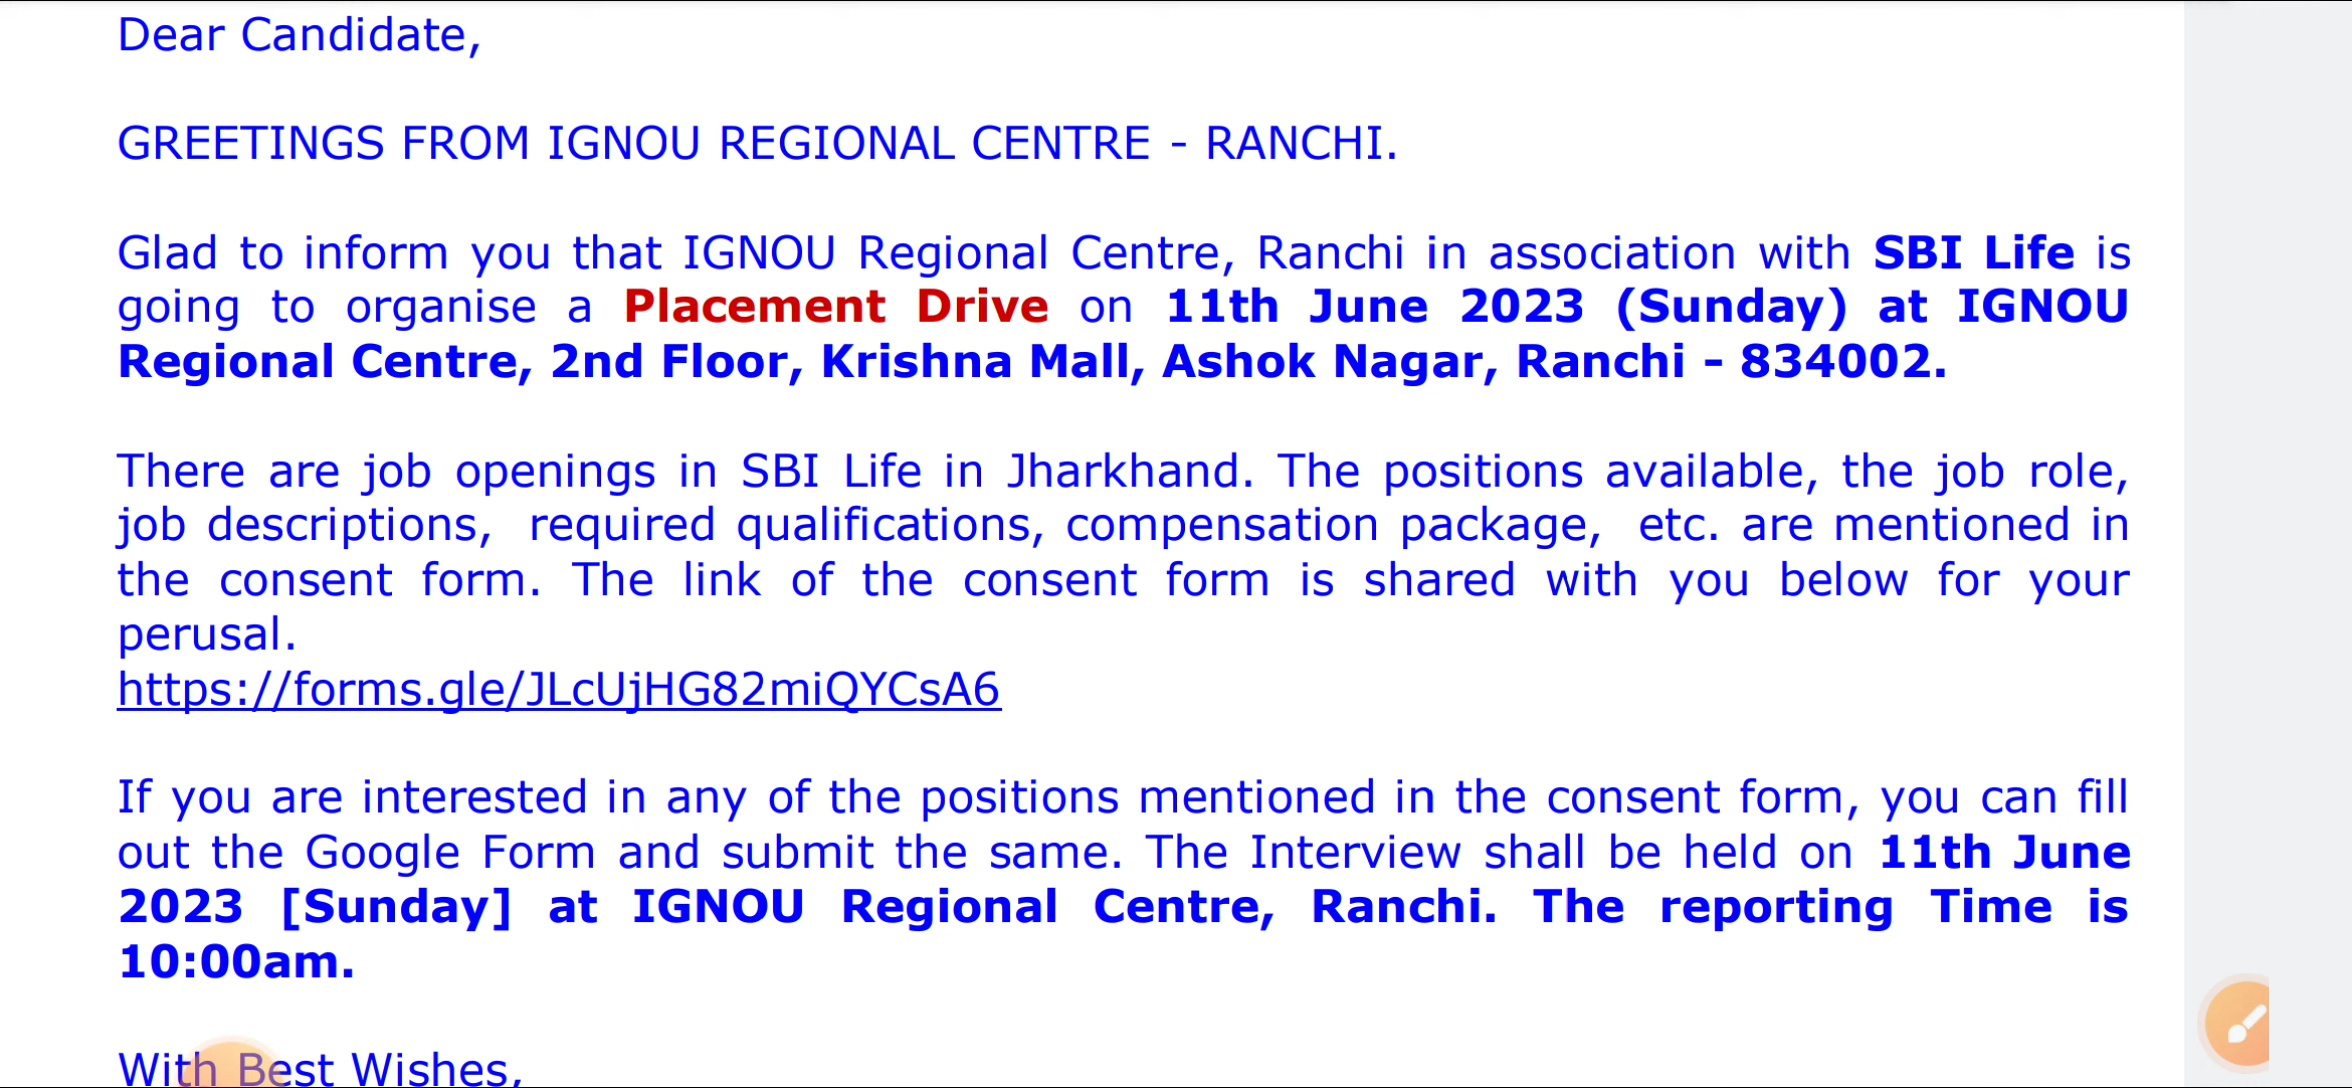 Dear Candidate,
GREETINGS FROM IGNOU REGIONAL CENTRE - RANCHI.
Glad to inform you that IGNOU Regional Centre, Ranchi in association with SBI Life is
going to organise a Placement Drive on 11th June 2023 (Sunday) at IGNOU
Regional Centre, 2nd Floor, Krishna Mall, Ashok Nagar, Ranchi - 834002.
There are job openings in SBI Life in Jharkhand. The positions available, the job role,
job descriptions, required qualifications, compensation package, etc. are mentioned in
the consent form. The link of the consent form is shared with you below for your
perusal.
https://forms.gle/JLcUjHG82miQYCsA6
If you are interested in any of the positions mentioned in the consent form, you can fill
out the Google Form and submit the same. The Interview shall be held on 11th June
2023 [Sunday] at IGNOU Regional Centre, Ranchi. The reporting Time is
10:00am.
With Best Wishes,